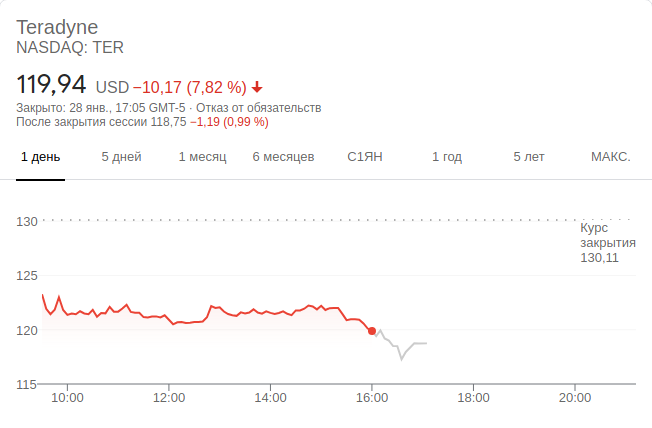 Teradyne
NASDAQ: TER
119,94 USD −10,17 (7,82 %)
Закрыто: 28 янв., 17:05 GMT-5 · Отказ от обязательств
После закрытия сессии 118,75 −1,19 (0,99 %)
1 день 5 дней 1 месяц 6 месяцев С1ЯН 1 год 5 лет МАКС.
130
Курс
закрытия
130,11
125
120
115
10:00 12:00 14:00 16:00 18:00 20:00